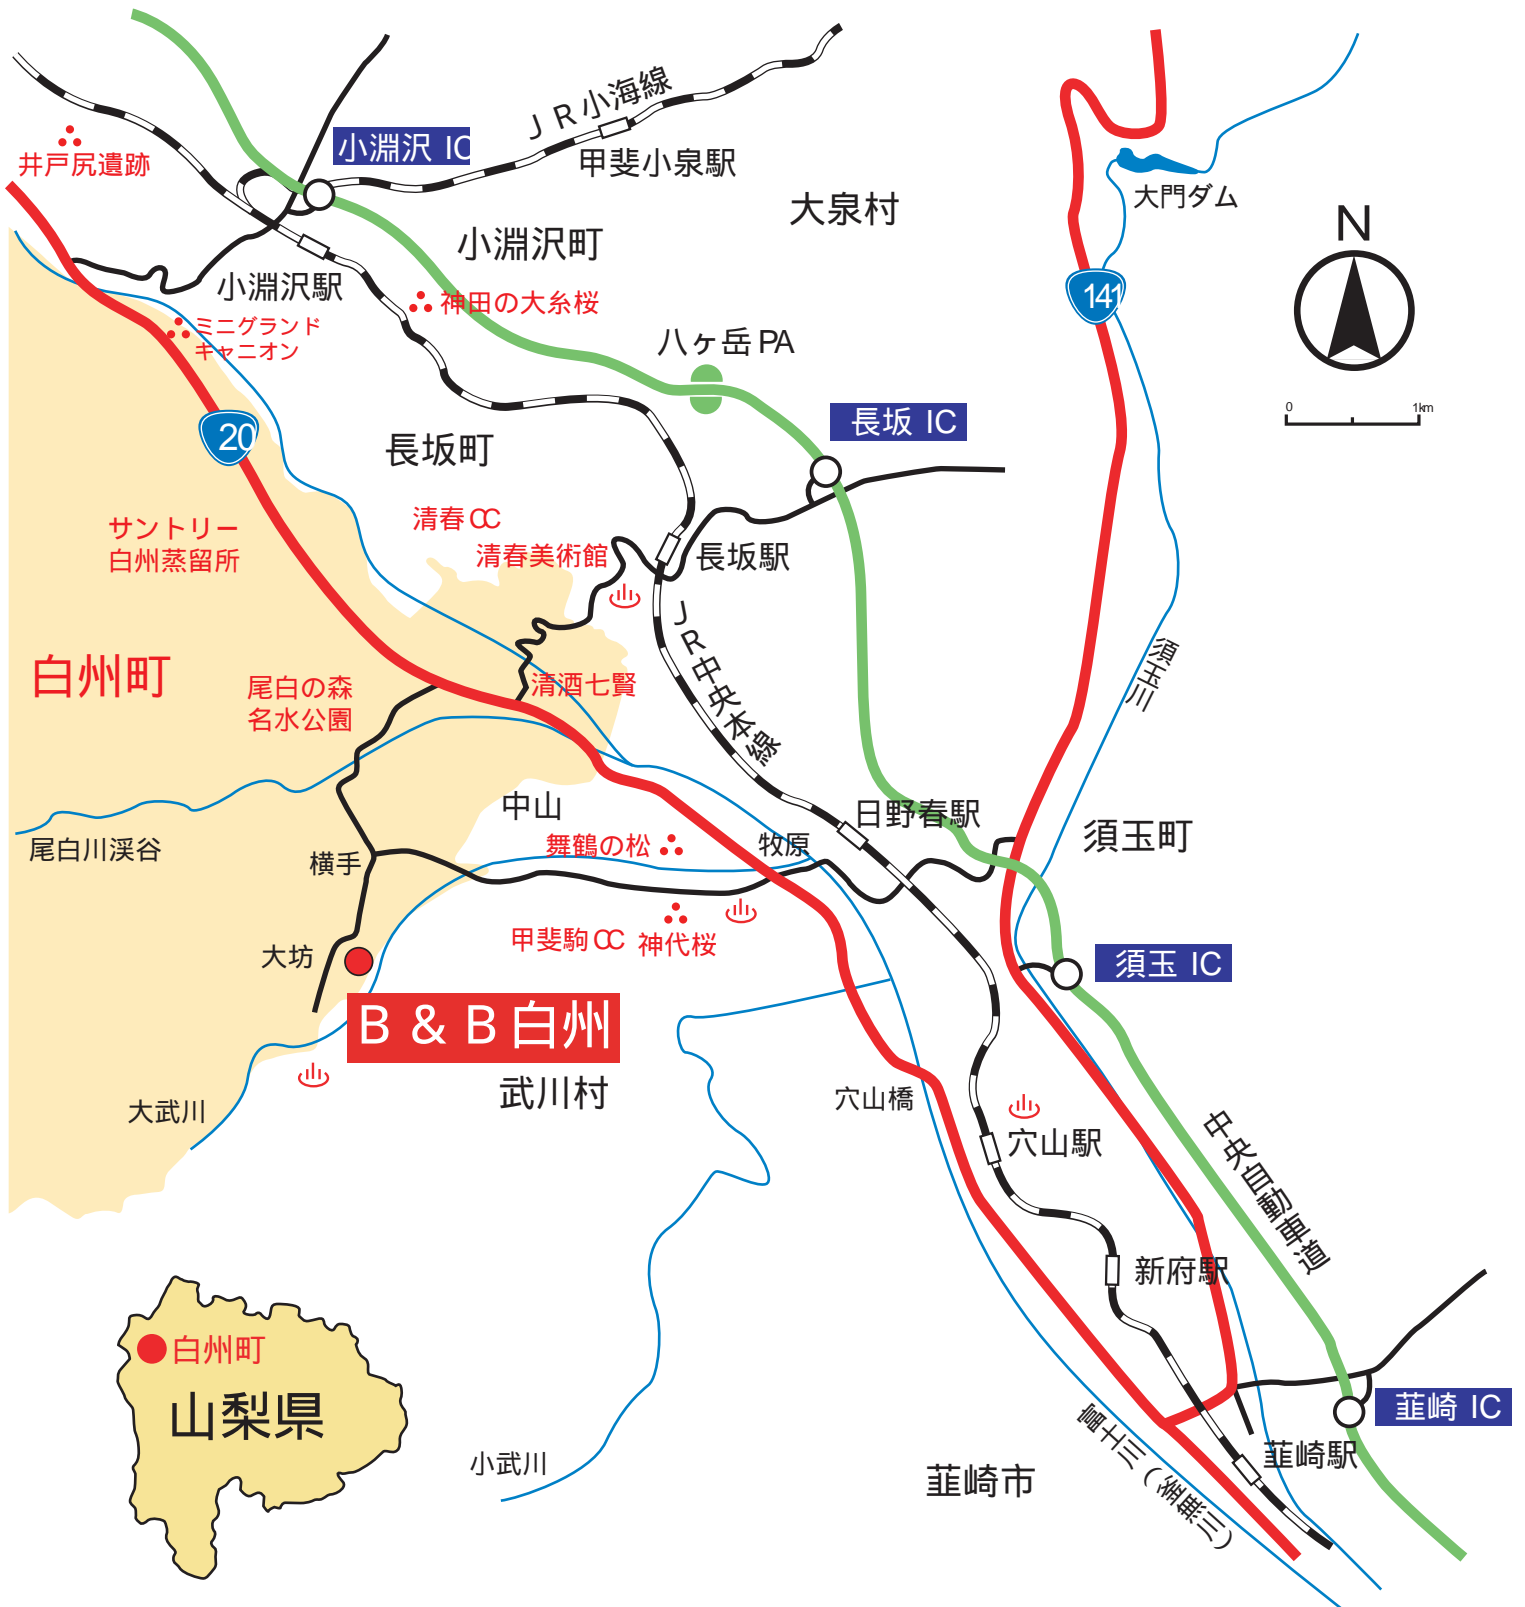 JR小海線
小淵沢 IC
井戸尻遺跡
甲斐小泉駅
大泉村
大門ダム
N
小淵沢町
小淵沢駅
神田の大糸桜
141
ミニグランド
キャニオン
八ヶ岳 PA
0
1km
長坂 IC
20
長坂町
清春 CC
サントリー
白州蒸留所
清春美術館
長坂駅
JR中央本線
須玉川
白州町
尾白の森
名水公園
清酒七賢
中山
日野春駅
須玉町
舞鶴の松
牧原
尾白川渓谷
横手
甲斐駒 CC
神代桜
大坊
須玉 IC
B & B 白州
武川村
穴山橋
大武川
穴山駅
中央自動車道
新府駅
白州町
山梨県
韮崎 IC
富士川(釜無川)
韮崎駅
小武川
韮崎市